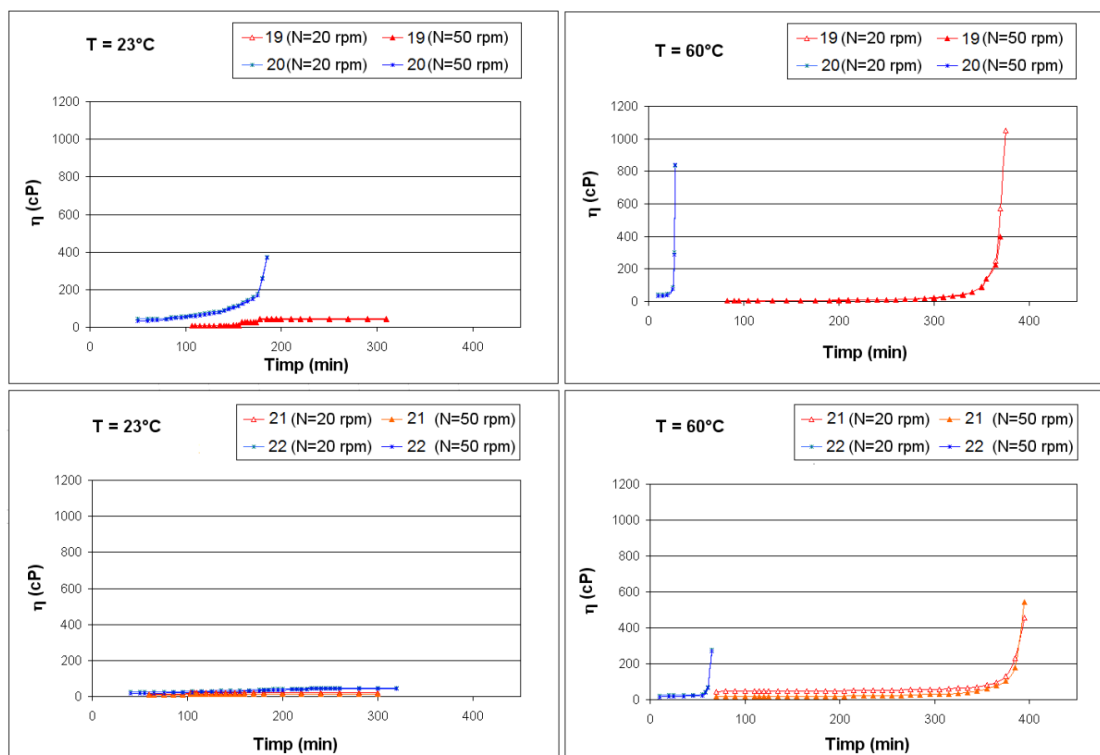 T = 23°C
19 (N=20 rpm) 19 (N=50 rpm)
20(N=20 rpm) 20(N=50 rpm)
1200
1000
800
600
400
200
0
η (cP)
0 100 200 300 400
Timp (min)
T = 60°C
19 (N=20 rpm) 19 (N=50 rpm)
20(N=20 rpm) 20(N=50 rpm)
1200
1000
800
600
400
200
0
η (cP)
0 100 200 300 400
Timp (min)
T = 23°C
21 (N=20 rpm) 21 (N=50 rpm)
22 (N=20 rpm) 22 (N=50 rpm)
1200
1000
800
600
400
200
0
η (cP)
0 100 200 300 400
Timp (min)
T = 60°C
21 (N=20 rpm) 21 (N=50 rpm)
22 (N=20 rpm) 22 (N=50 rpm)
1200
1000
800
600
400
200
0
η (cP)
0 100 200 300 400
Timp (min)